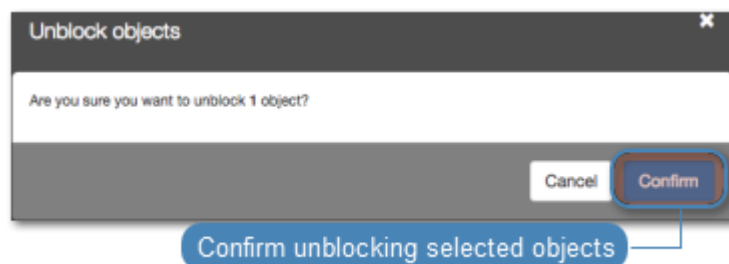 Unblock objects
Are you sure you want to unblock 1 object?
Cancel
Confirm
Confirm unblocking selected objects